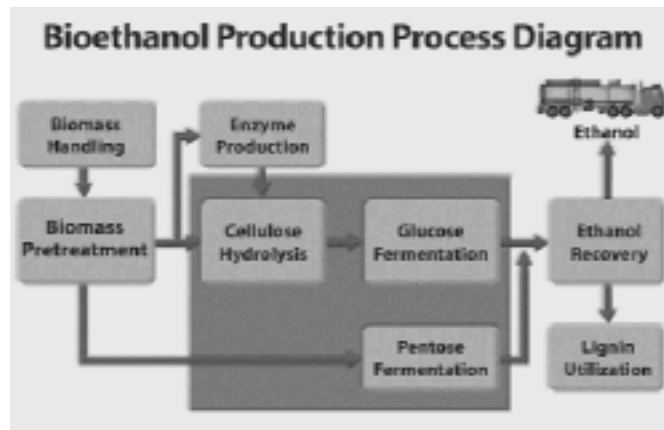 Bioethanol Production Process Diagram
Biomass
Handling
Enzyme
Production
Ethanol
Biomass
Pretreatment
Cellulose
Hydrolysis
Glucose
Fermentation
Ethanol
Recovery
Pentose
Fermentation
Lignin
Utilization